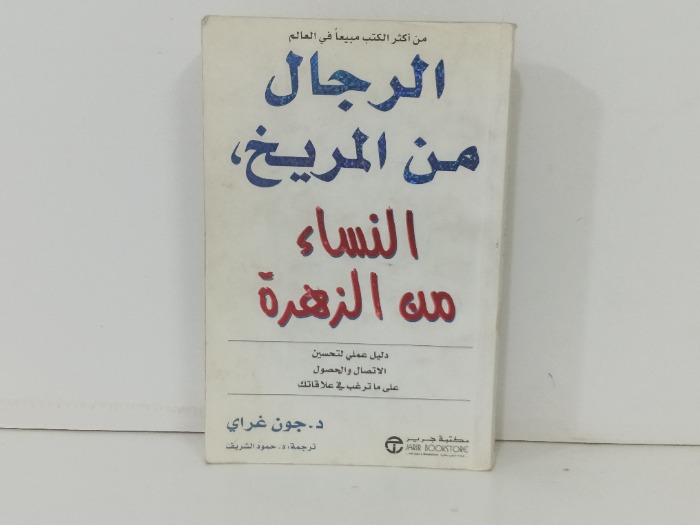 من أكثر الكتب مبيعاً في العالم
الرجال
من المريخ،
النساء
من الزهرة
دليل عملي لتحسين
الاتصال والحصول
على ما ترغب في علاقاتك
د. جون غراي
ترجمة: د. حمود الشريف
مكتبة جرير
JARIR BOOKSTORE